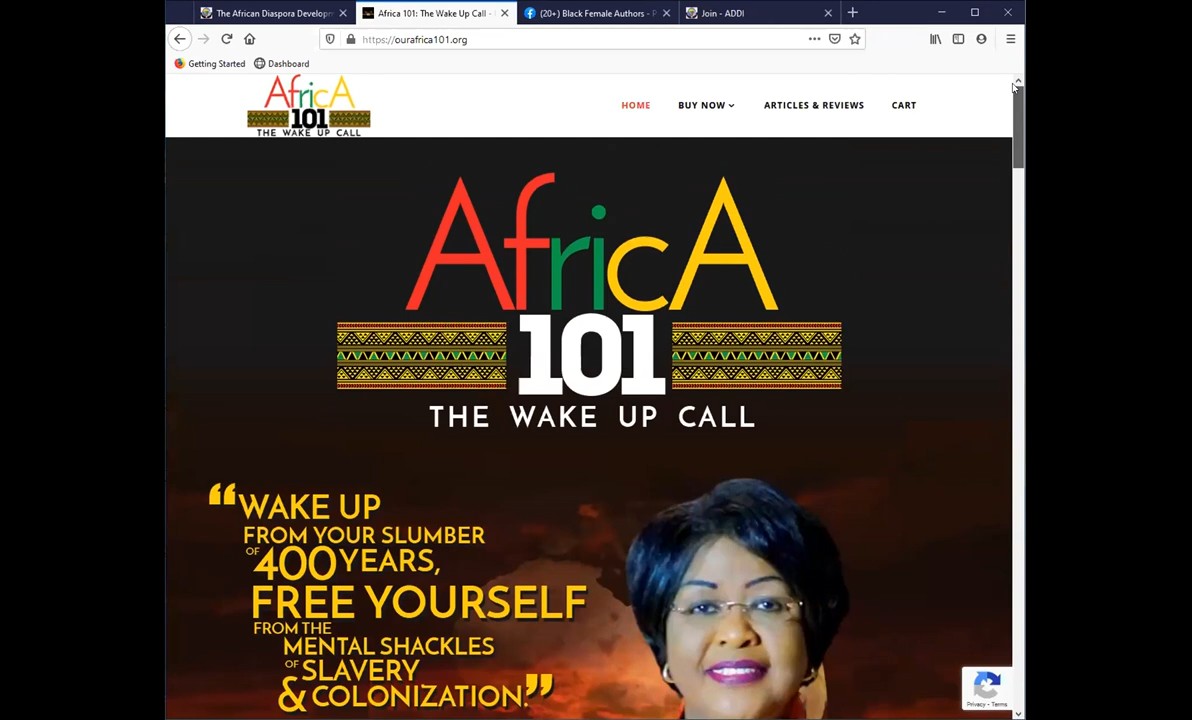 The African Diaspora Developm
Africa 101: The Wake Up Call -
(20+) Black Female Authors -
Join - ADDI
https://ourafrica101.org
Getting Started
Dashboard
AfricA
101
THE WAKE UP CALL
HOME
BUY NOW
ARTICLES & REVIEWS
CART
AfricA
101
THE WAKE UP CALL
“WAKE UP
FROM YOUR SLUMBER
OF 400 YEARS,
FREE YOURSELF
FROM THE
MENTAL SHACKLES
OF SLAVERY
& COLONIZATION.”
Privacy - Terms